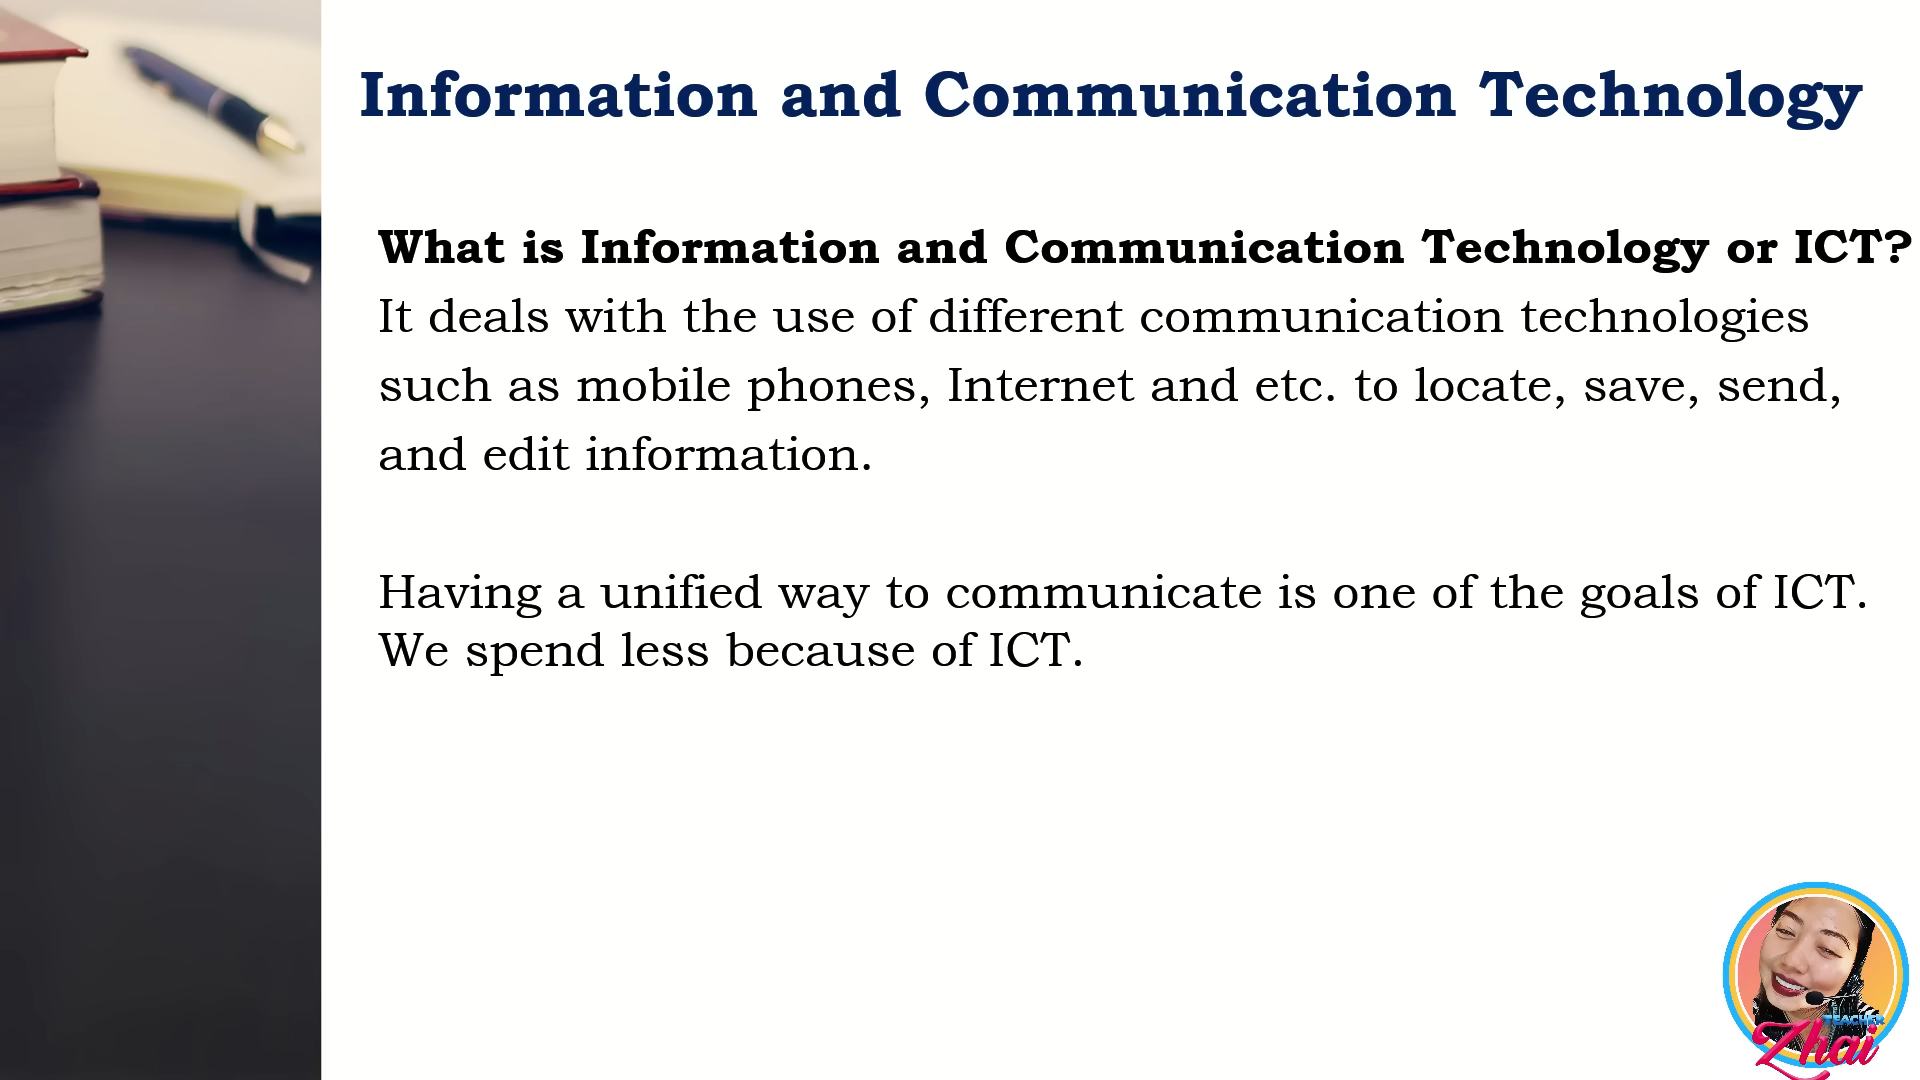 Information and Communication Technology
What is Information and Communication Technology or ICT?
It deals with the use of different communication technologies
such as mobile phones, Internet and etc. to locate, save, send,
and edit information.
Having a unified way to communicate is one of the goals of ICT.
We spend less because of ICT.
TEACHER
Zhai